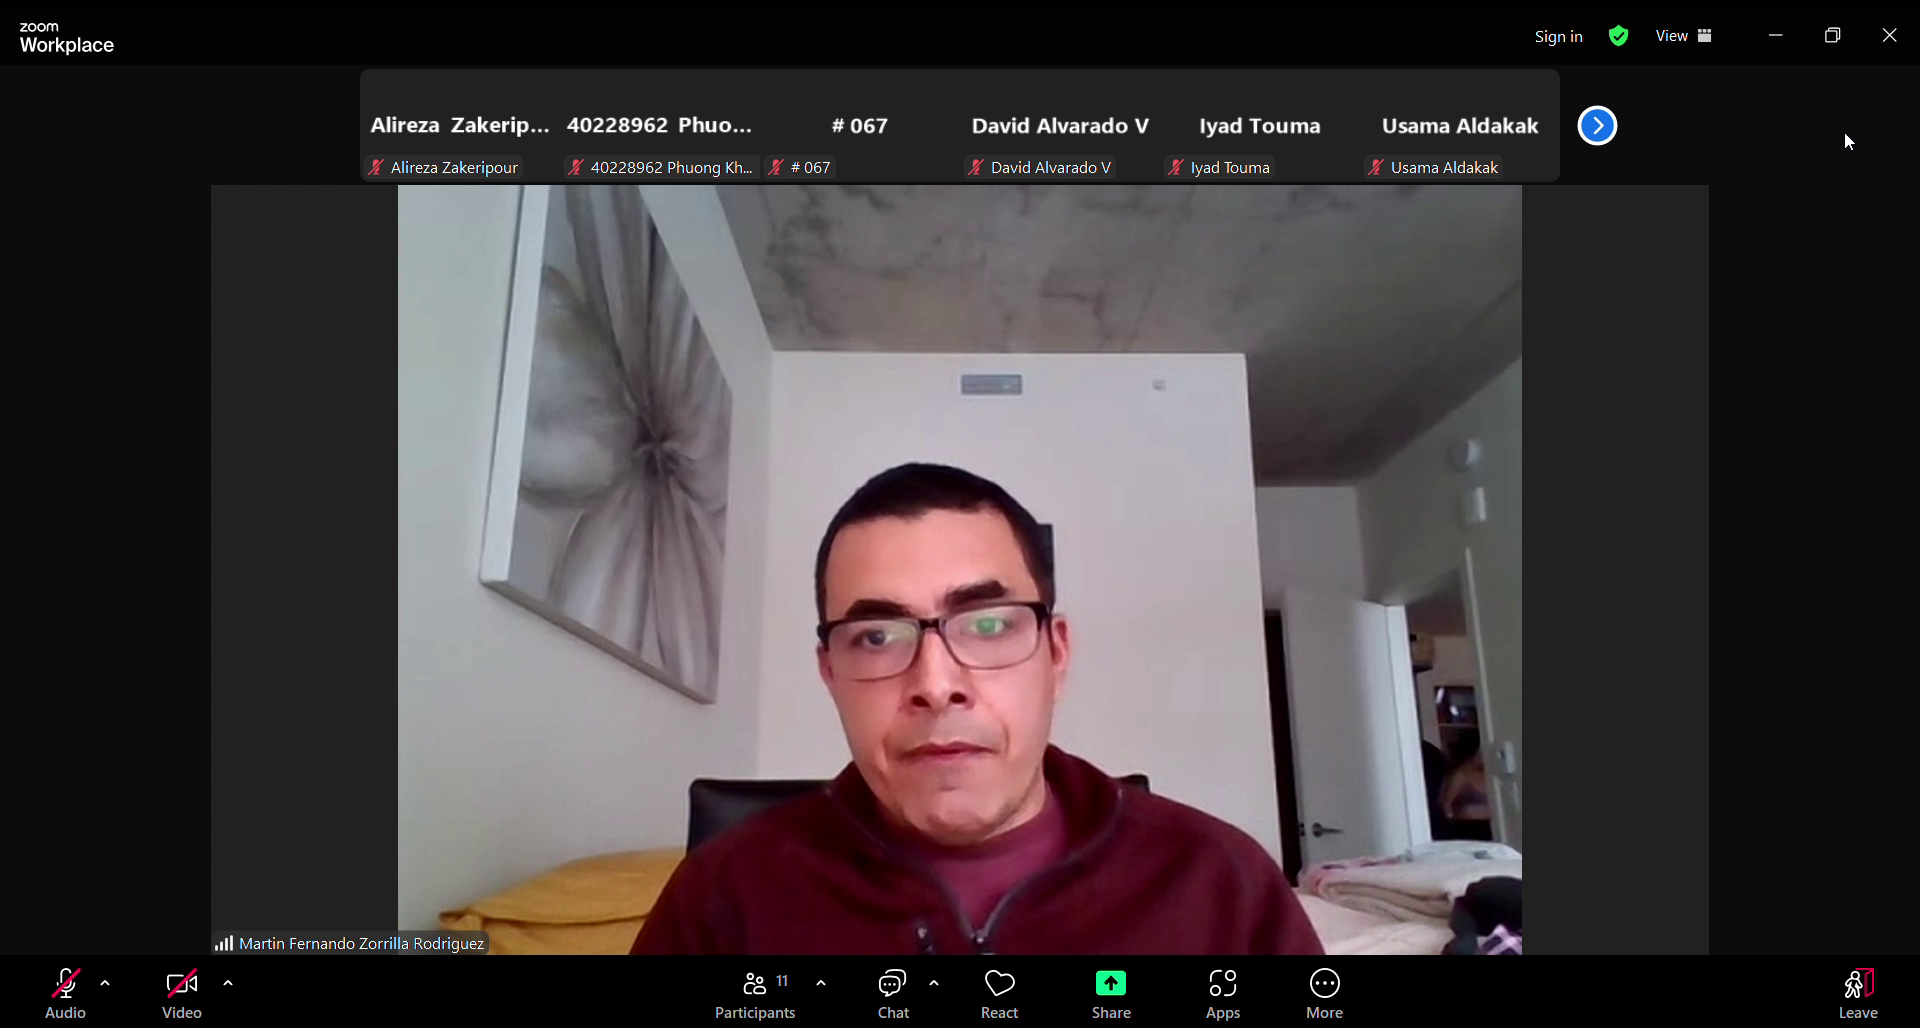 zoom
Workplace
Sign in
View
Alireza Zakerip...
40228962 Phuo...
# 067
David Alvarado V
Iyad Touma
Usama Aldakak
Alireza Zakeripour
40228962 Phuong Kh...
# 067
David Alvarado V
Iyad Touma
Usama Aldakak
Martin Fernando Zorrilla Rodriguez
11
Audio
Video
Participants
Chat
React
Share
Apps
More
Leave